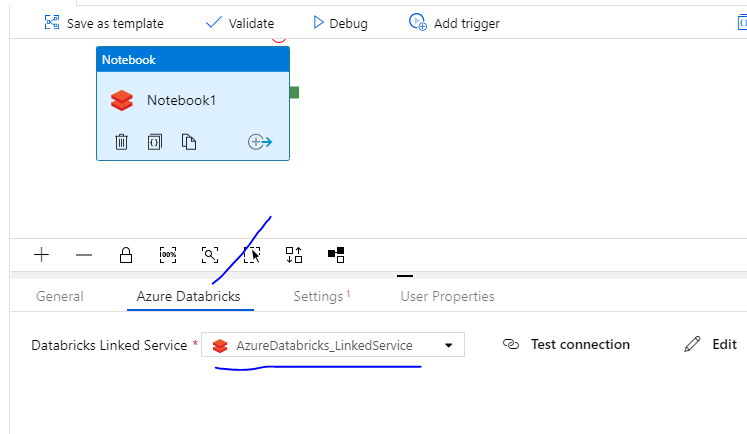 Save as template Validate Debug Add trigger
Notebook
Notebook1
100%
General Azure Databricks Settings 1 User Properties
Databricks Linked Service * AzureDatabricks_LinkedService Test connection Edit